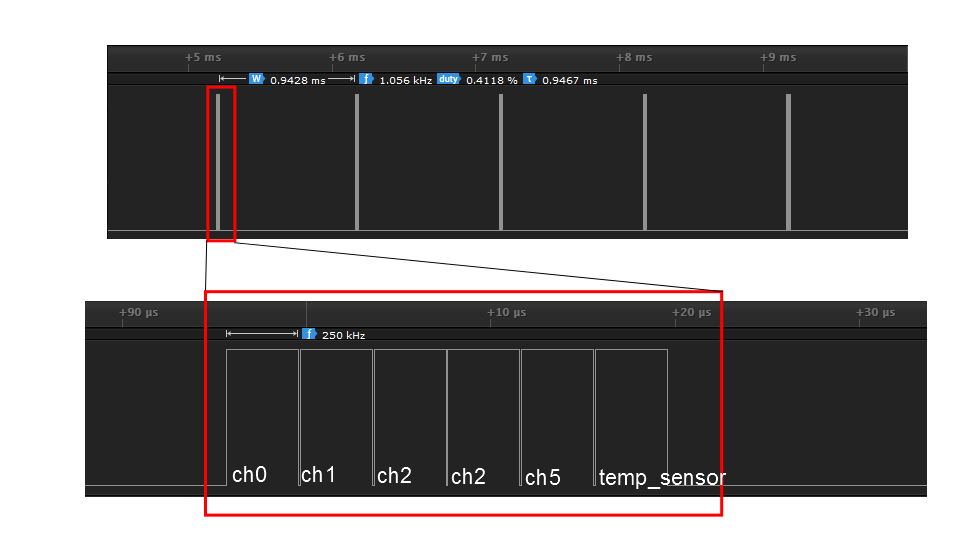 +5 ms +6 ms +7 ms +8 ms +9 ms
W 0.9428 ms f 1.056 kHz duty 0.4118 % T 0.9467 ms
+90 µs +10 µs +20 µs +30 µs
f 250 kHz
ch0 ch1 ch2 ch2 ch5 temp_sensor